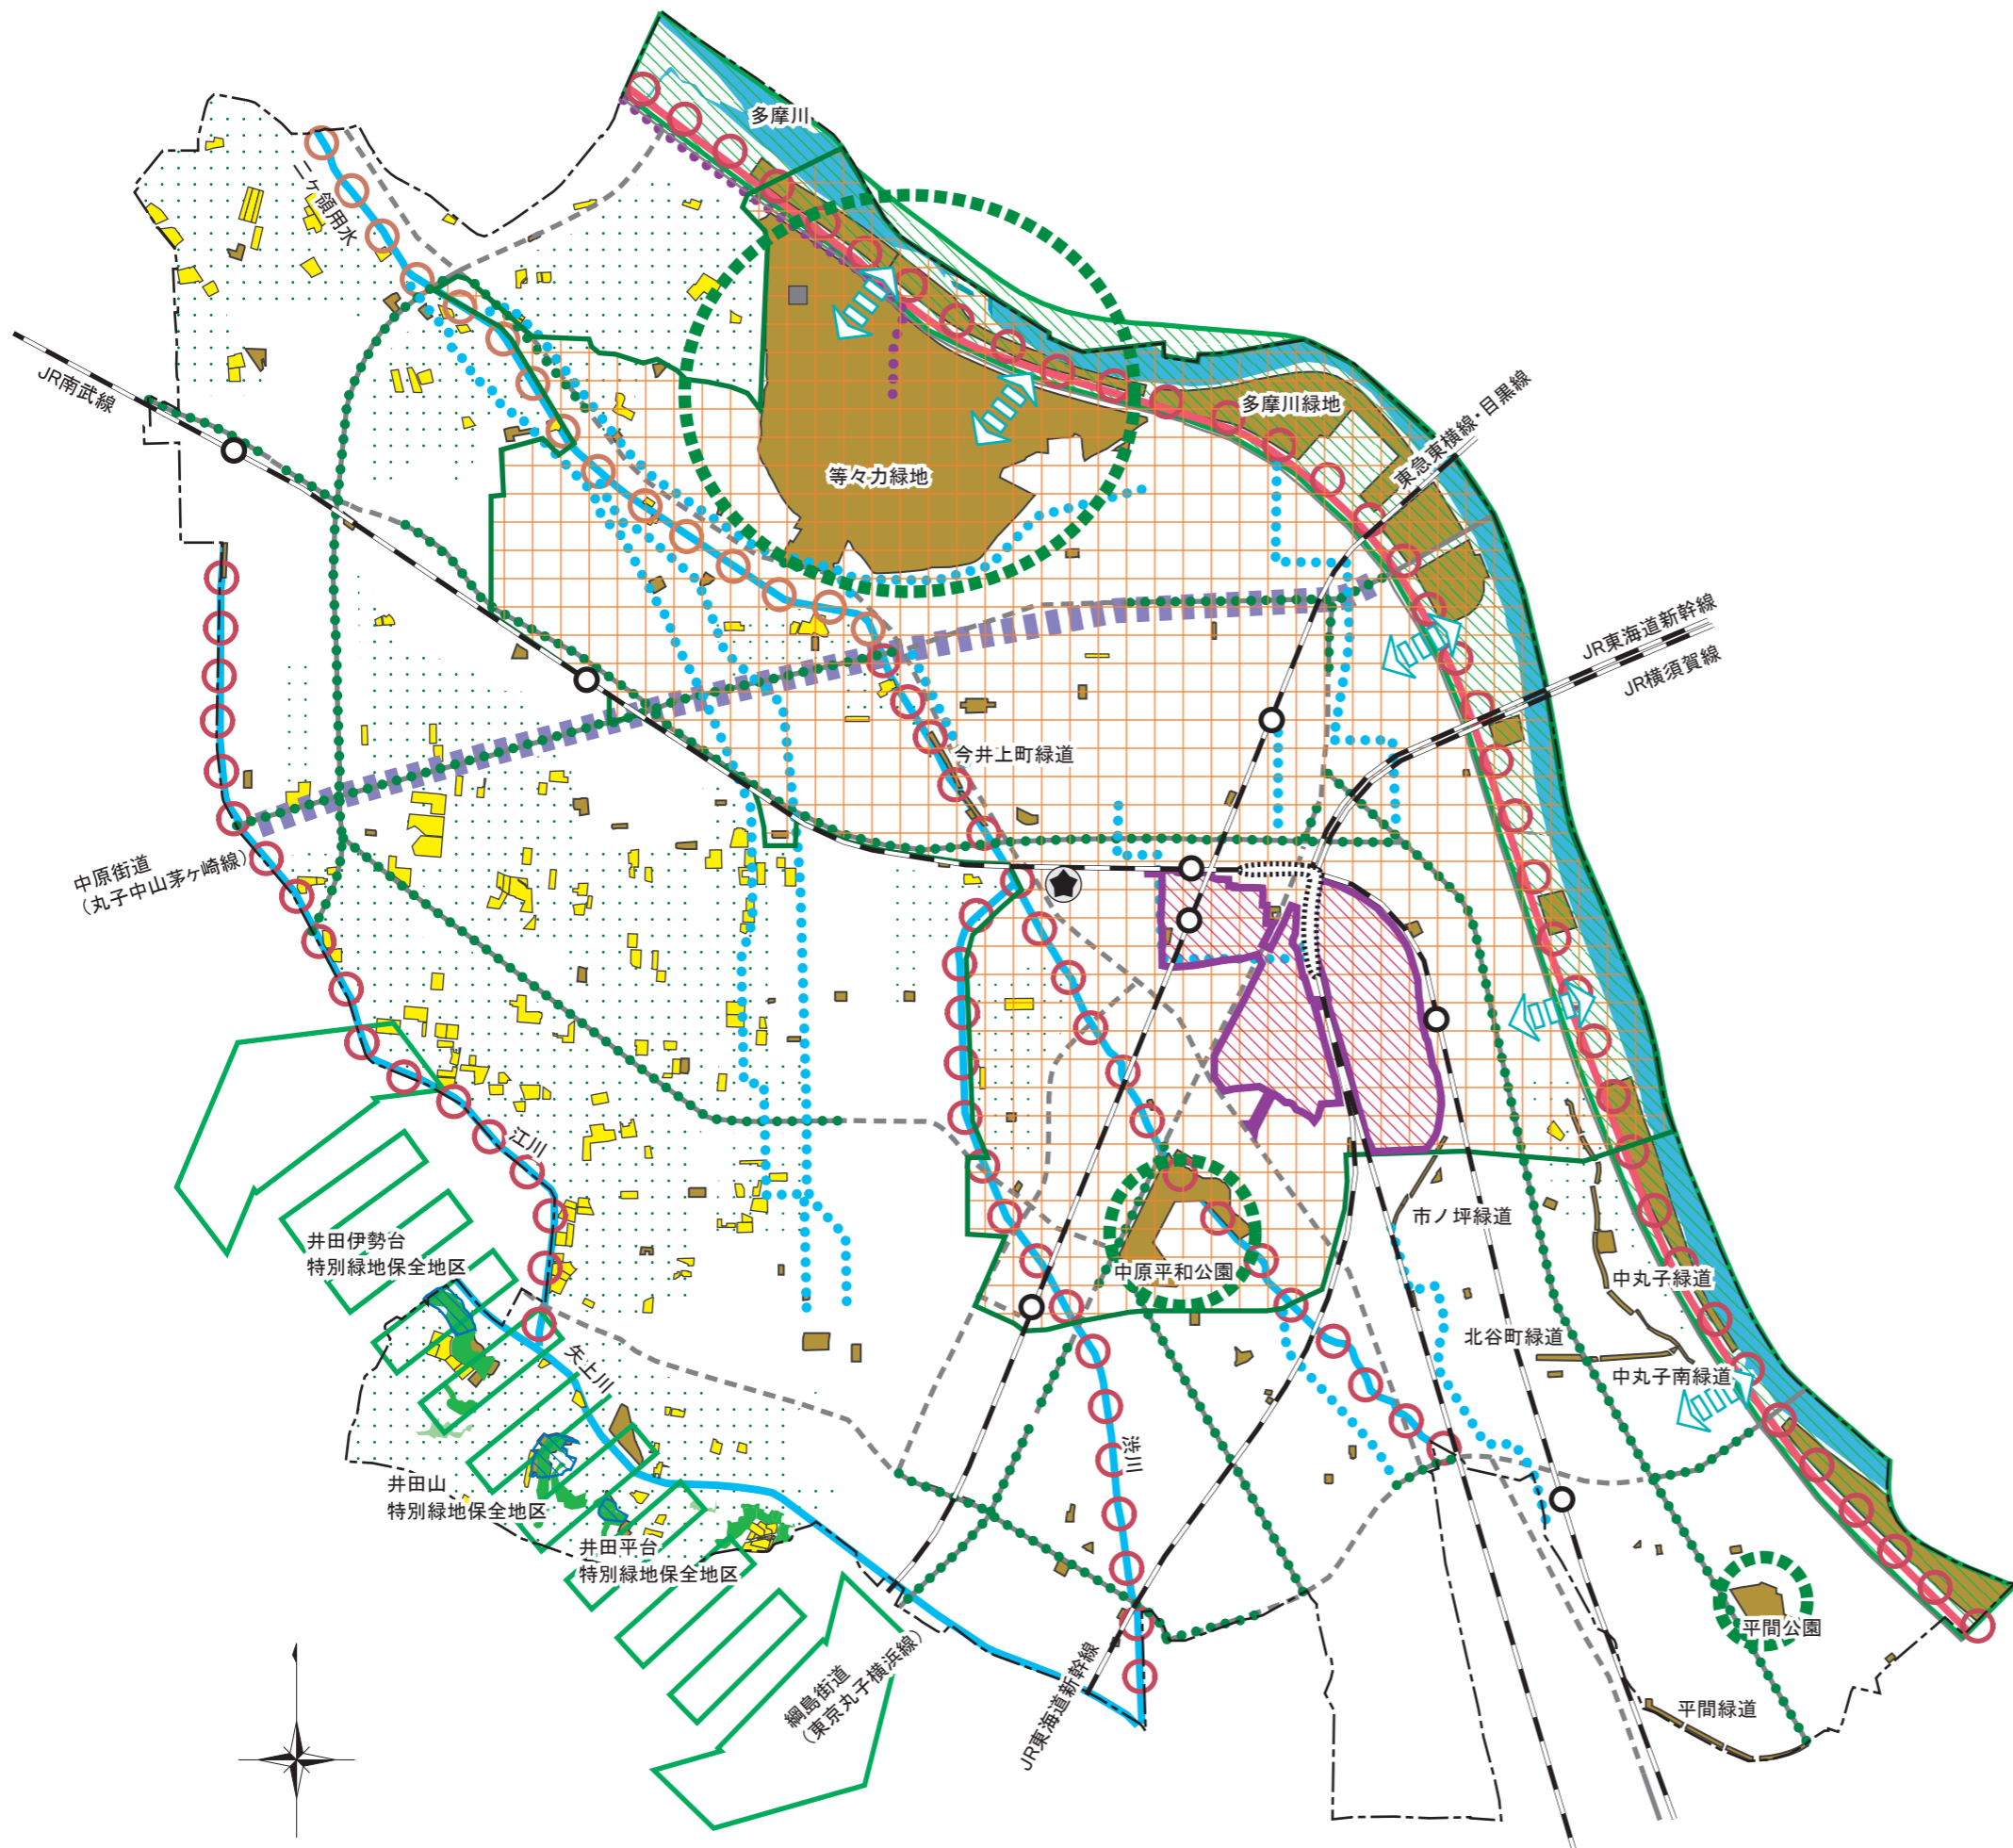 多摩川
二ヶ領用水
JR南武線
多摩川緑地
東急東横線・目黒線
等々力緑地
JR東海道新幹線
JR横須賀線
今井上町緑道
中原街道
（丸子中山茅ヶ崎線）
江川
市ノ坪緑道
井田伊勢台
特別緑地保全地区
中原平和公園
中丸子緑道
北谷町緑道
矢上川
中丸子南緑道
渋川
井田山
特別緑地保全地区
井田平台
特別緑地保全地区
平間公園
綱島街道
（東京丸子横浜線）
JR東海道新幹線
平間緑道